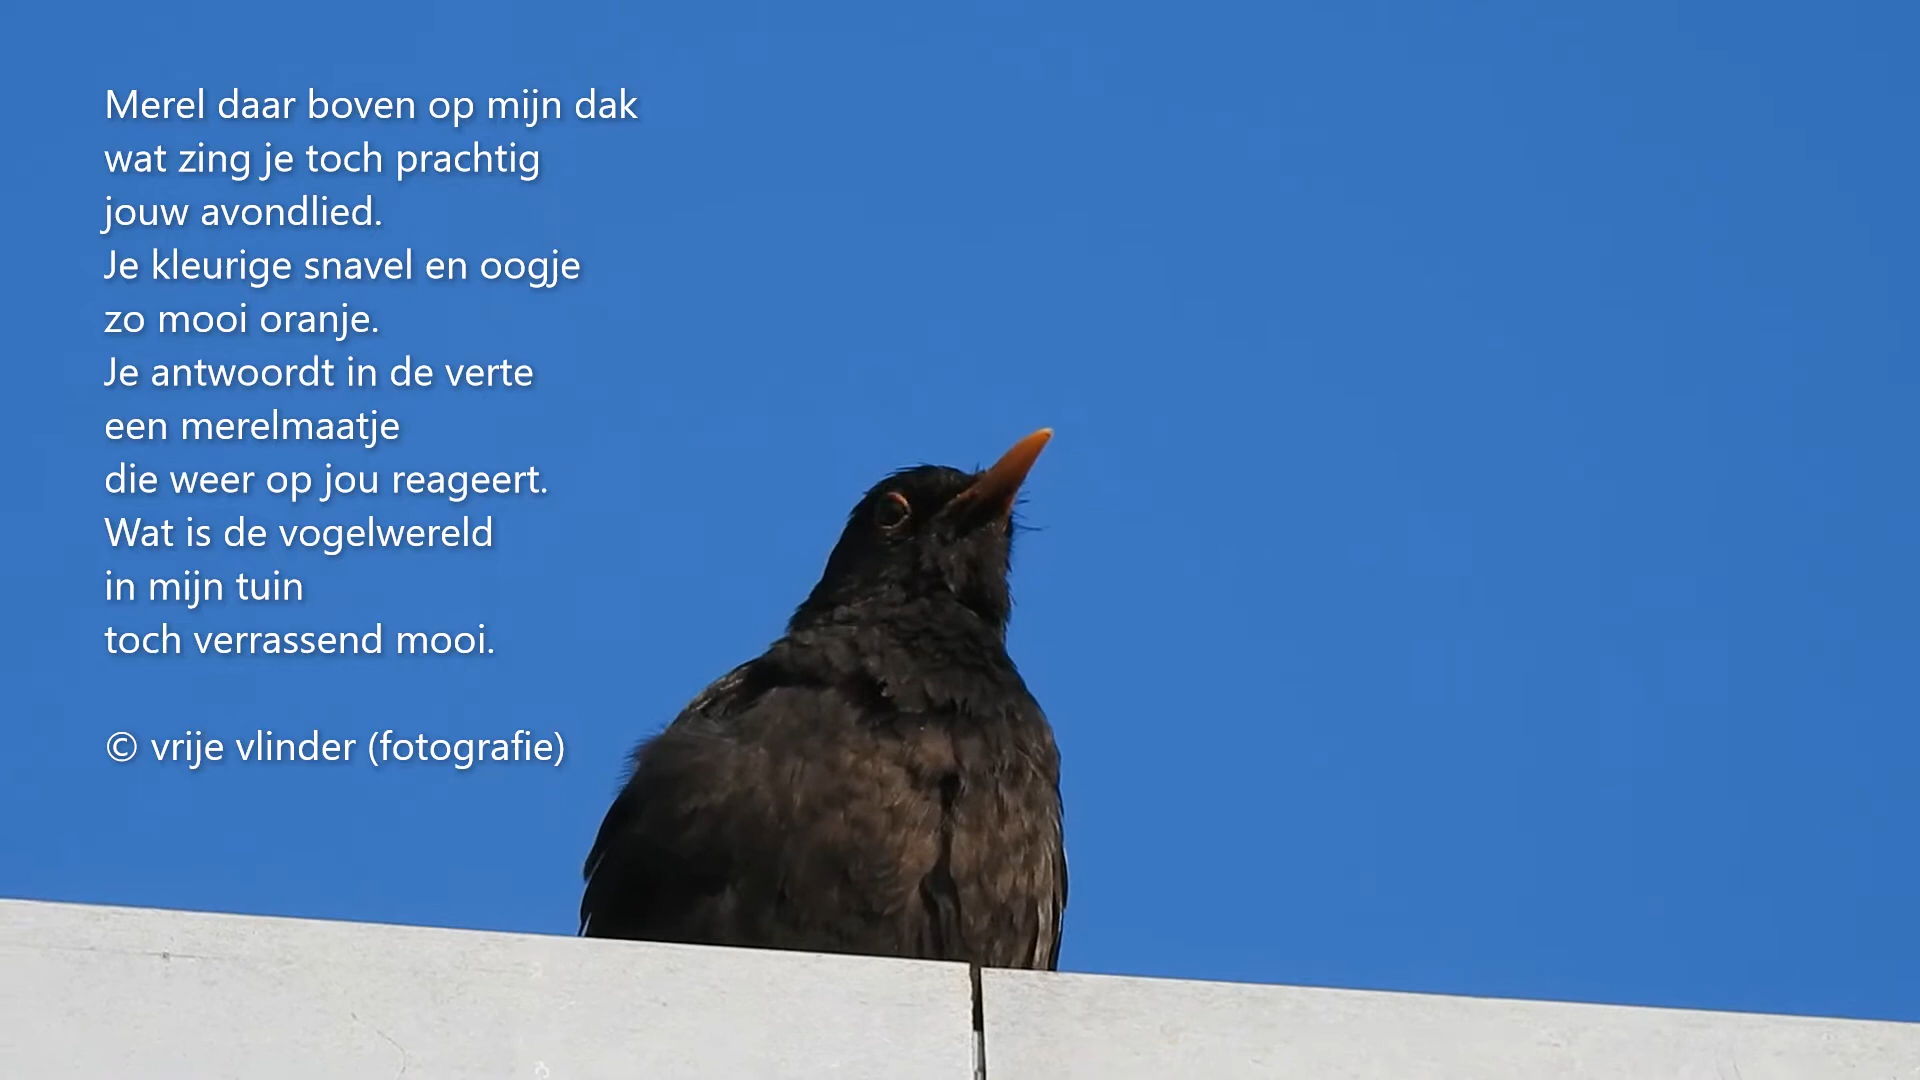 Merel daar boven op mijn dak
wat zing je toch prachtig
jouw avondlied.
Je kleurige snavel en oogje
zo mooi oranje.
Je antwoordt in de verte
een merelmaatje
die weer op jou reageert.
Wat is de vogelwereld
in mijn tuin
toch verrassend mooi.
© vrije vlinder (fotografie)